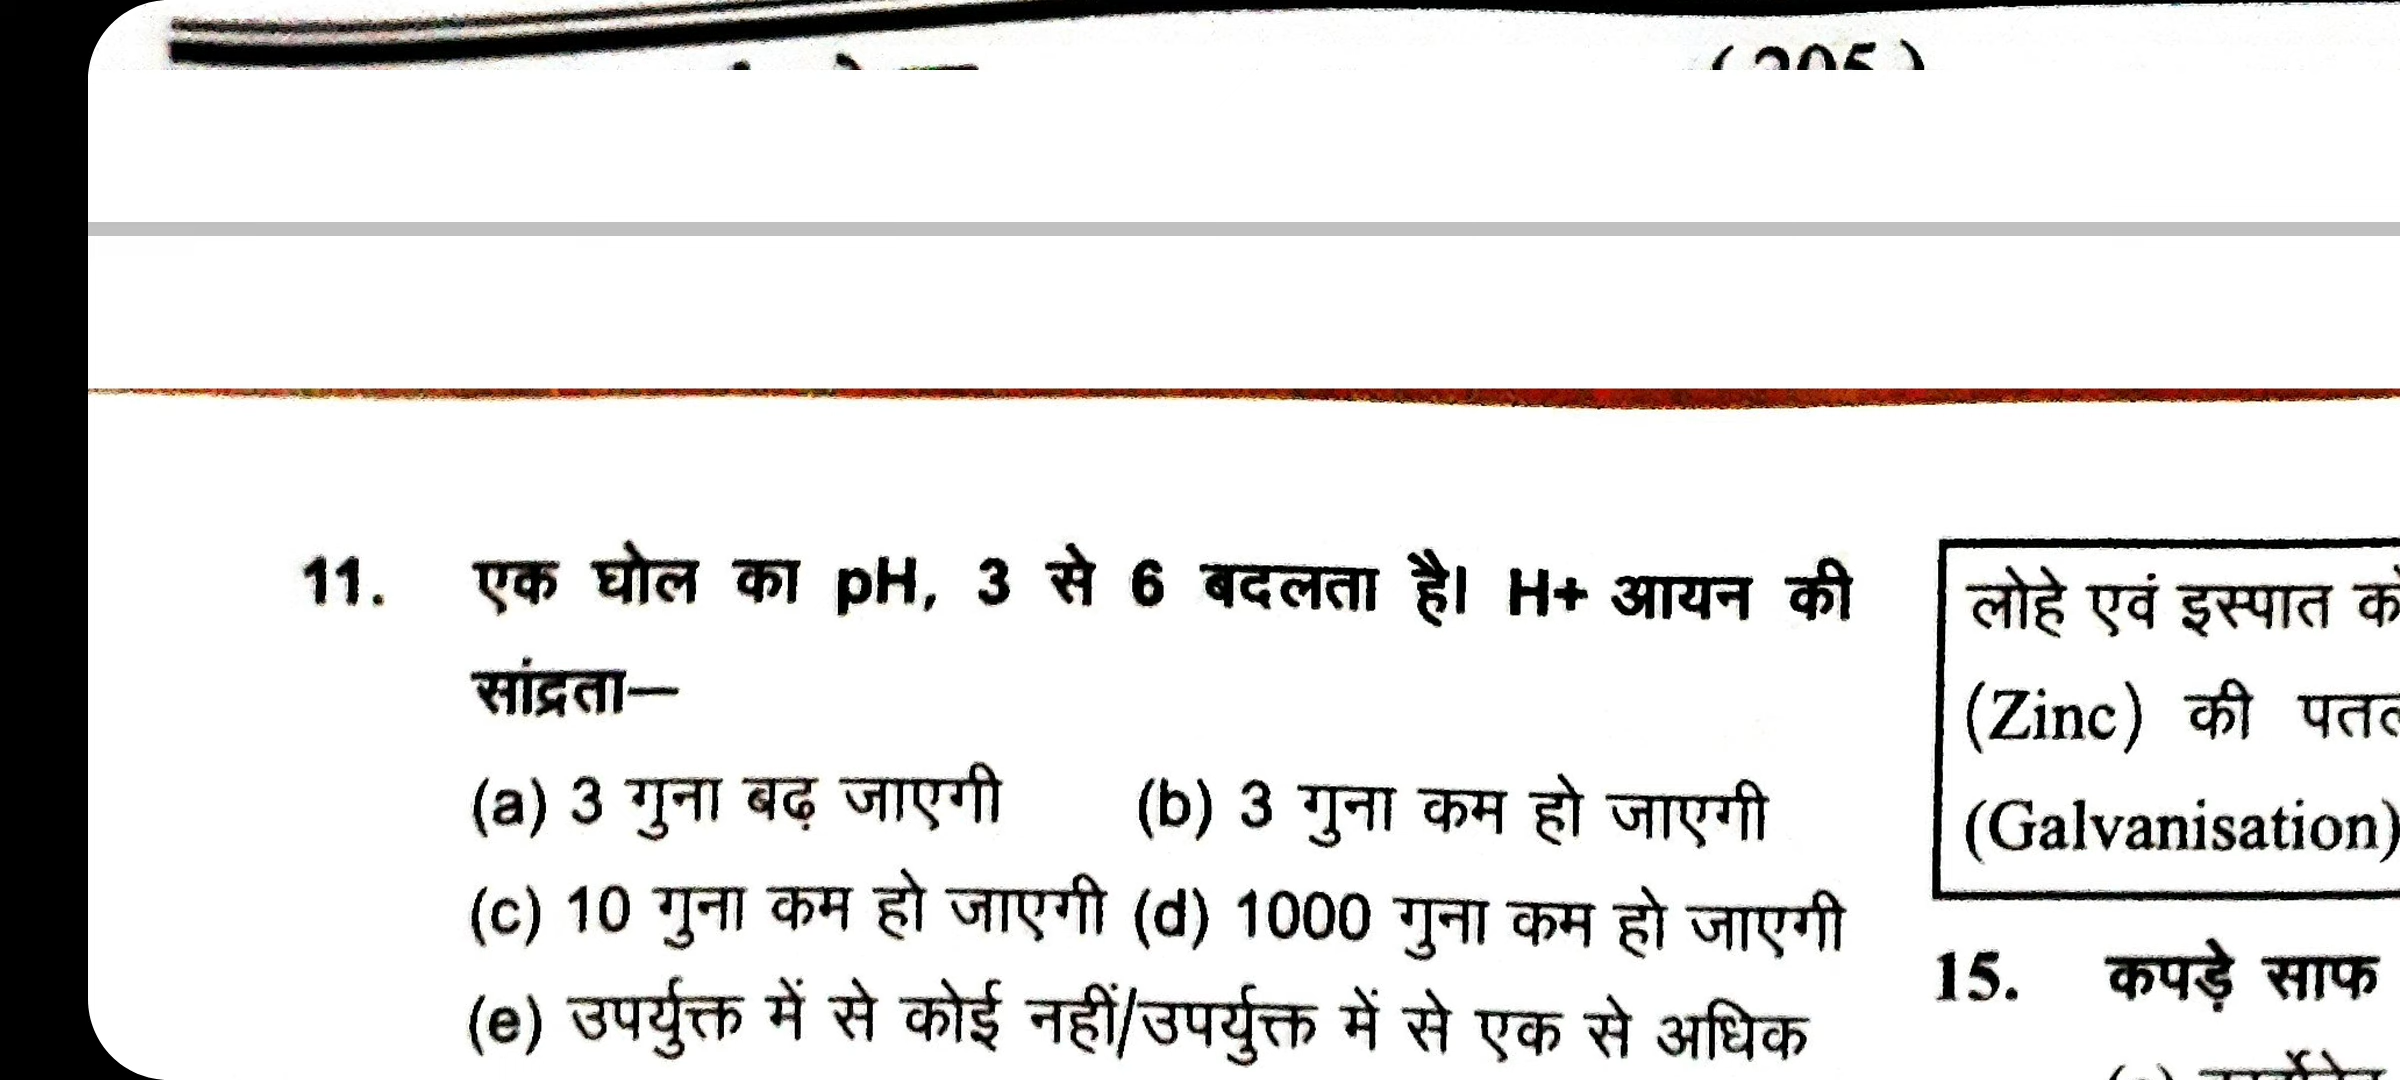 11. एक घोल का pH, 3 से 6 बदलता है। H+ आयन की
सांद्रता—
(a) 3 गुना बढ़ जाएगी (b) 3 गुना कम हो जाएगी
(c) 10 गुना कम हो जाएगी (d) 1000 गुना कम हो जाएगी
(e) उपर्युक्त में से कोई नहीं/उपर्युक्त में से एक से अधिक
लोहे एवं इस्पात
(Zinc) की
(Galvanisation)
15. कपड़े साफ